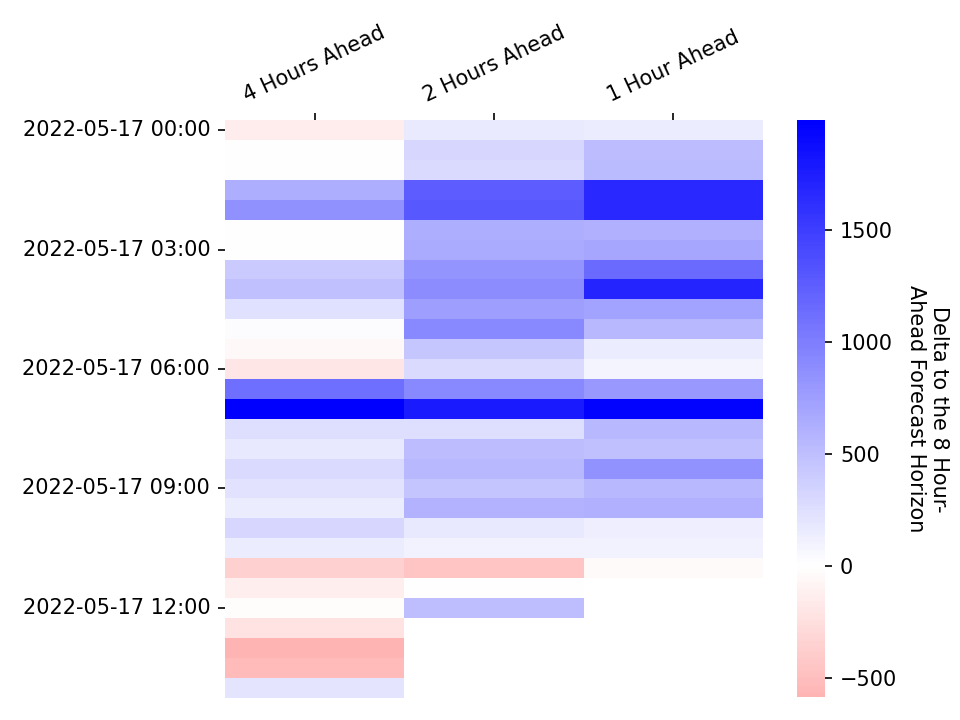 4 Hours Ahead
2 Hours Ahead
1 Hour Ahead
2022-05-17 00:00
2022-05-17 03:00
2022-05-17 06:00
2022-05-17 09:00
2022-05-17 12:00
1500
1000
500
0
−500
Delta to the 8 Hour-
Ahead Forecast Horizon